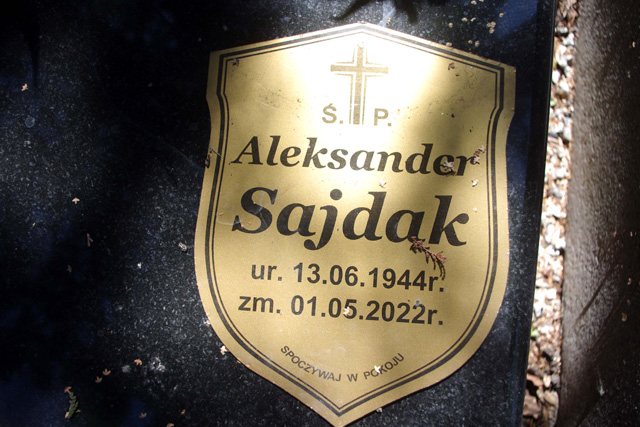 Ś. P.
Aleksander
Sajdak
ur. 13.06.1944r.
zm. 01.05.2022r.
SPOCZYWAJ W POKOJU